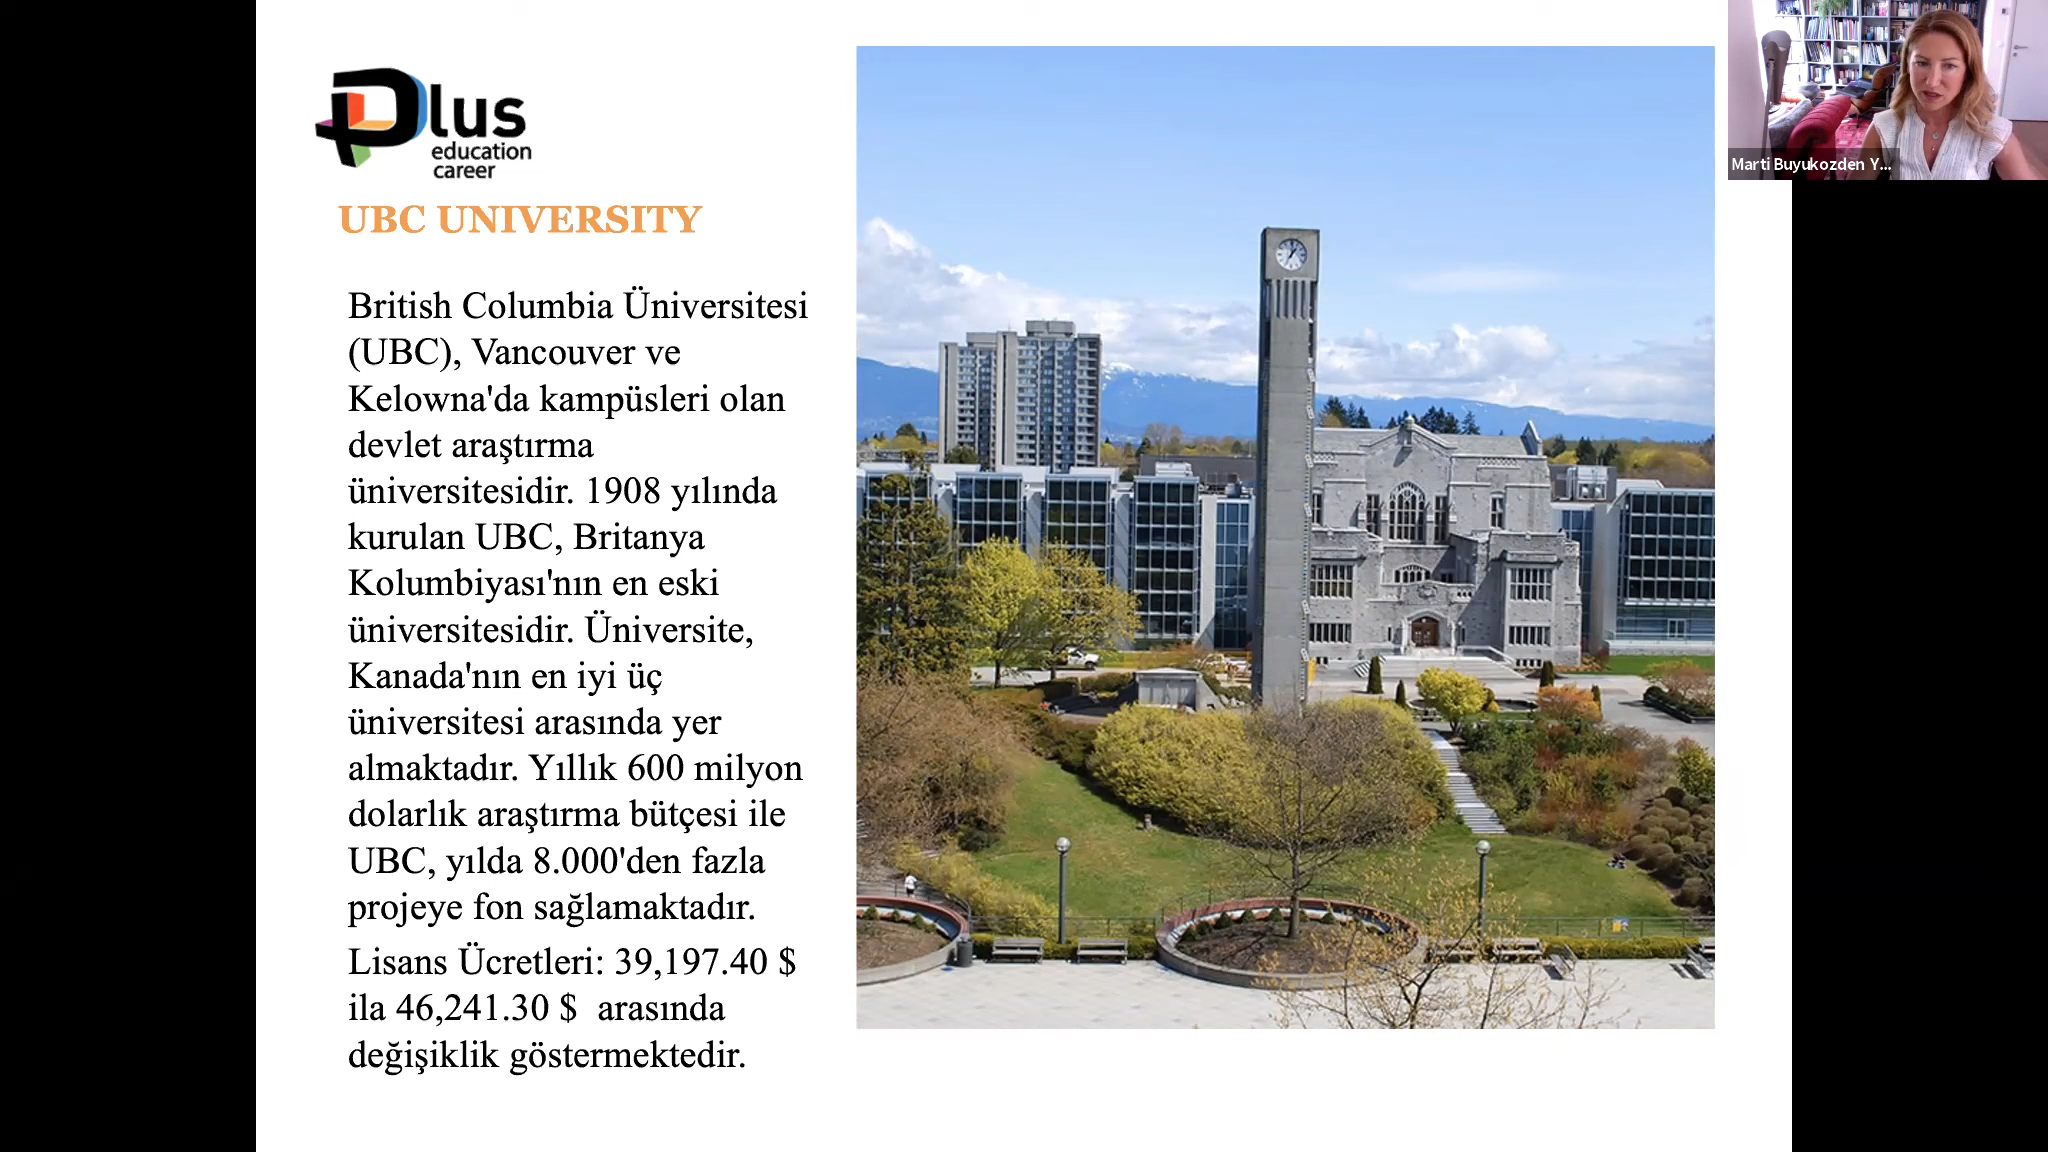 Plus
education
career
UBC UNIVERSITY
British Columbia Üniversitesi
(UBC), Vancouver ve
Kelowna'da kampüsleri olan
devlet araştırma
üniversitesidir. 1908 yılında
kurulan UBC, Britanya
Kolumbiyası'nın en eski
üniversitesidir. Üniversite,
Kanada'nın en iyi üç
üniversitesi arasında yer
almaktadır. Yıllık 600 milyon
dolarlık araştırma bütçesi ile
UBC, yılda 8.000'den fazla
projeye fon sağlamaktadır.
Lisans Ücretleri: 39,197.40 $
ila 46,241.30 $  arasında
değişiklik göstermektedir.
Marti Buyukozden Y...